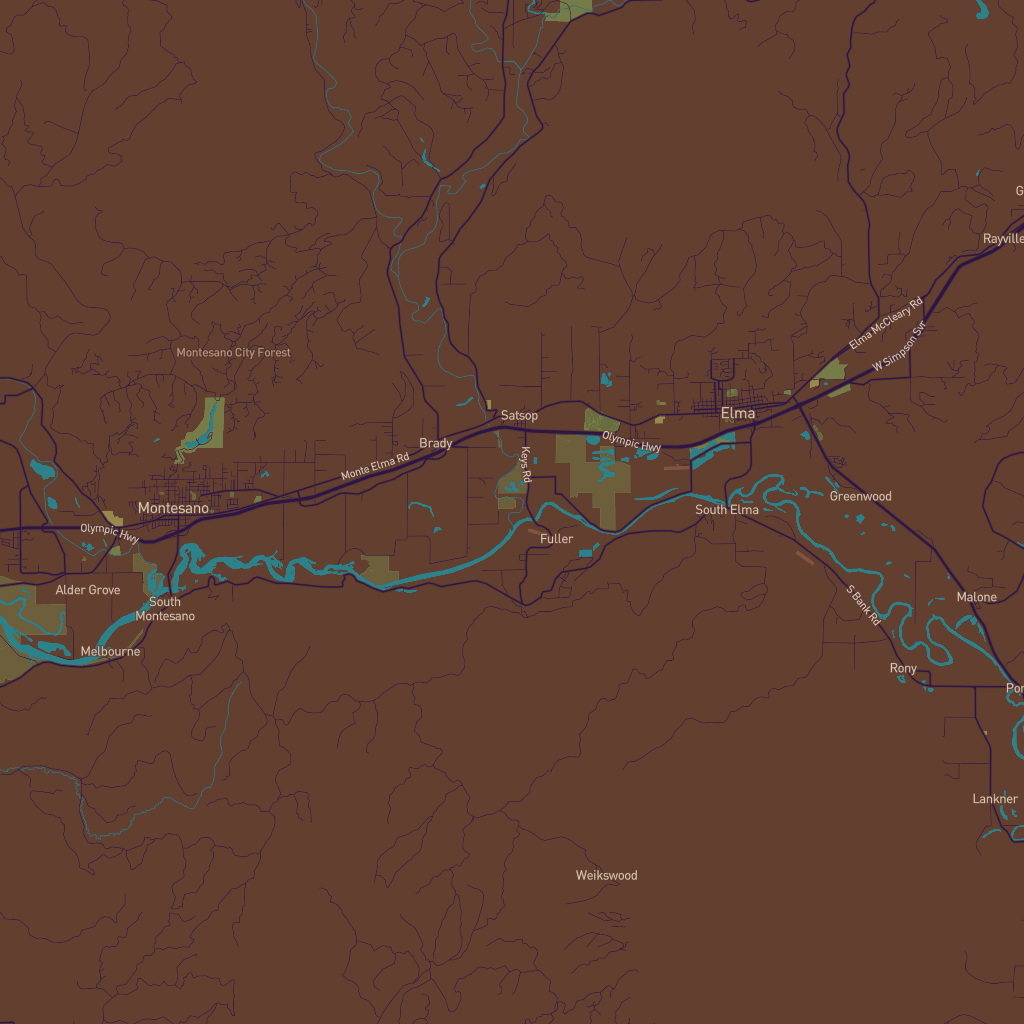 Rayville
Elma McCleary Rd
W Simpson Svr
Montesano City Forest
Satsop
Elma
Brady
Olympic Hwy
Monte Elma Rd
Keys Rd
Greenwood
Montesano
South Elma
Olympic Hwy
Fuller
Alder Grove
South
Montesano
S Bank Rd
Malone
Melbourne
Rony
Lankner
Weikswood